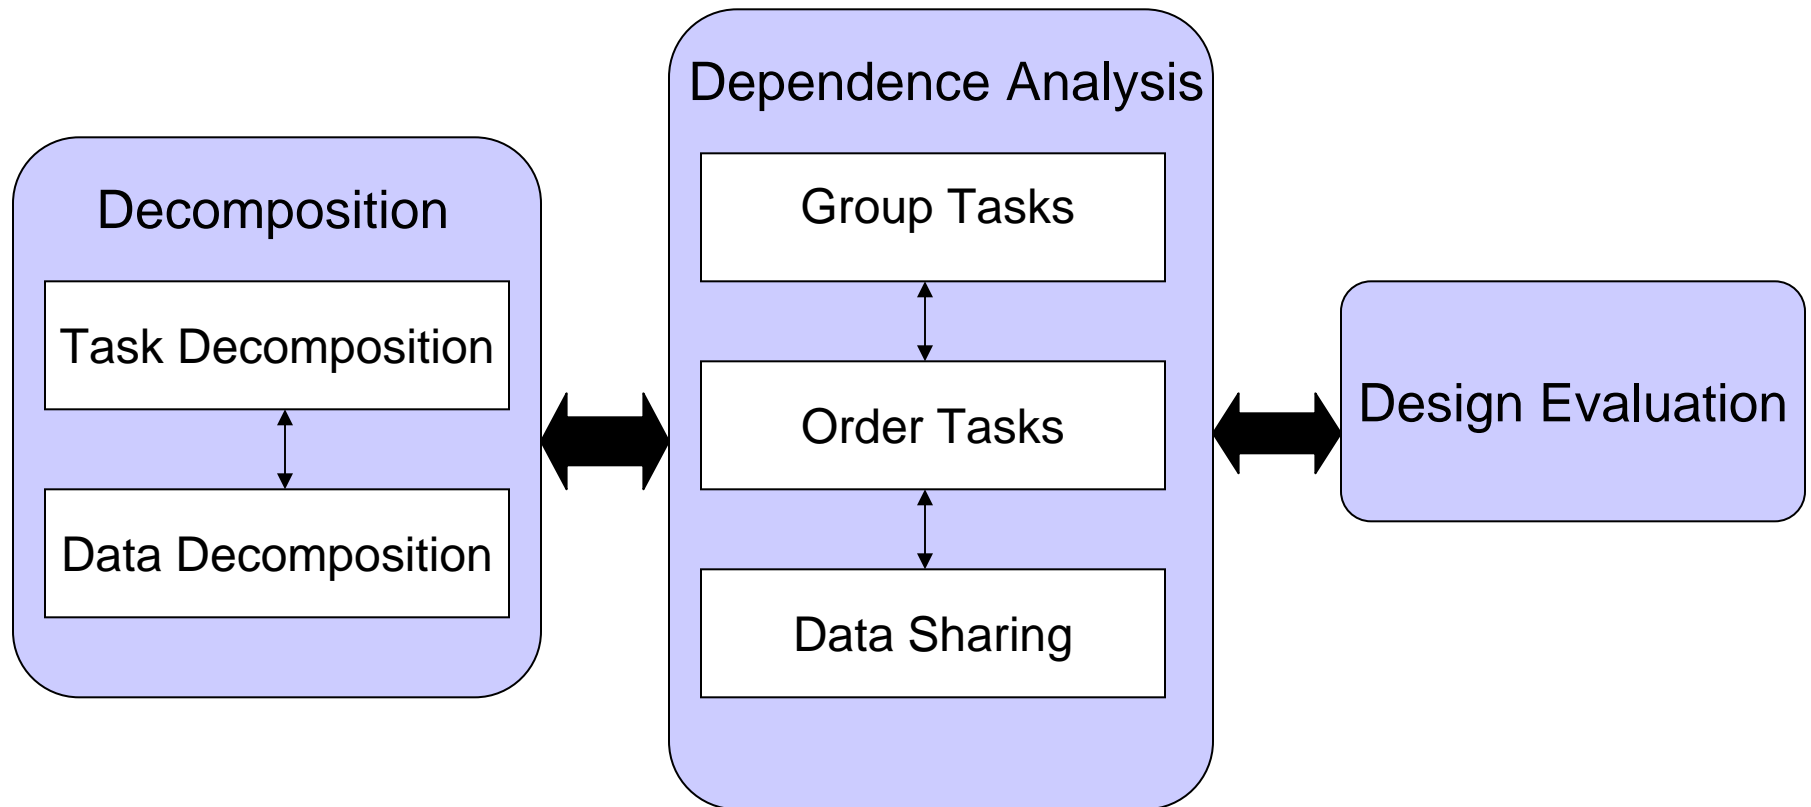 Decomposition
Task Decomposition
Data Decomposition
Dependence Analysis
Group Tasks
Order Tasks
Data Sharing
Design Evaluation